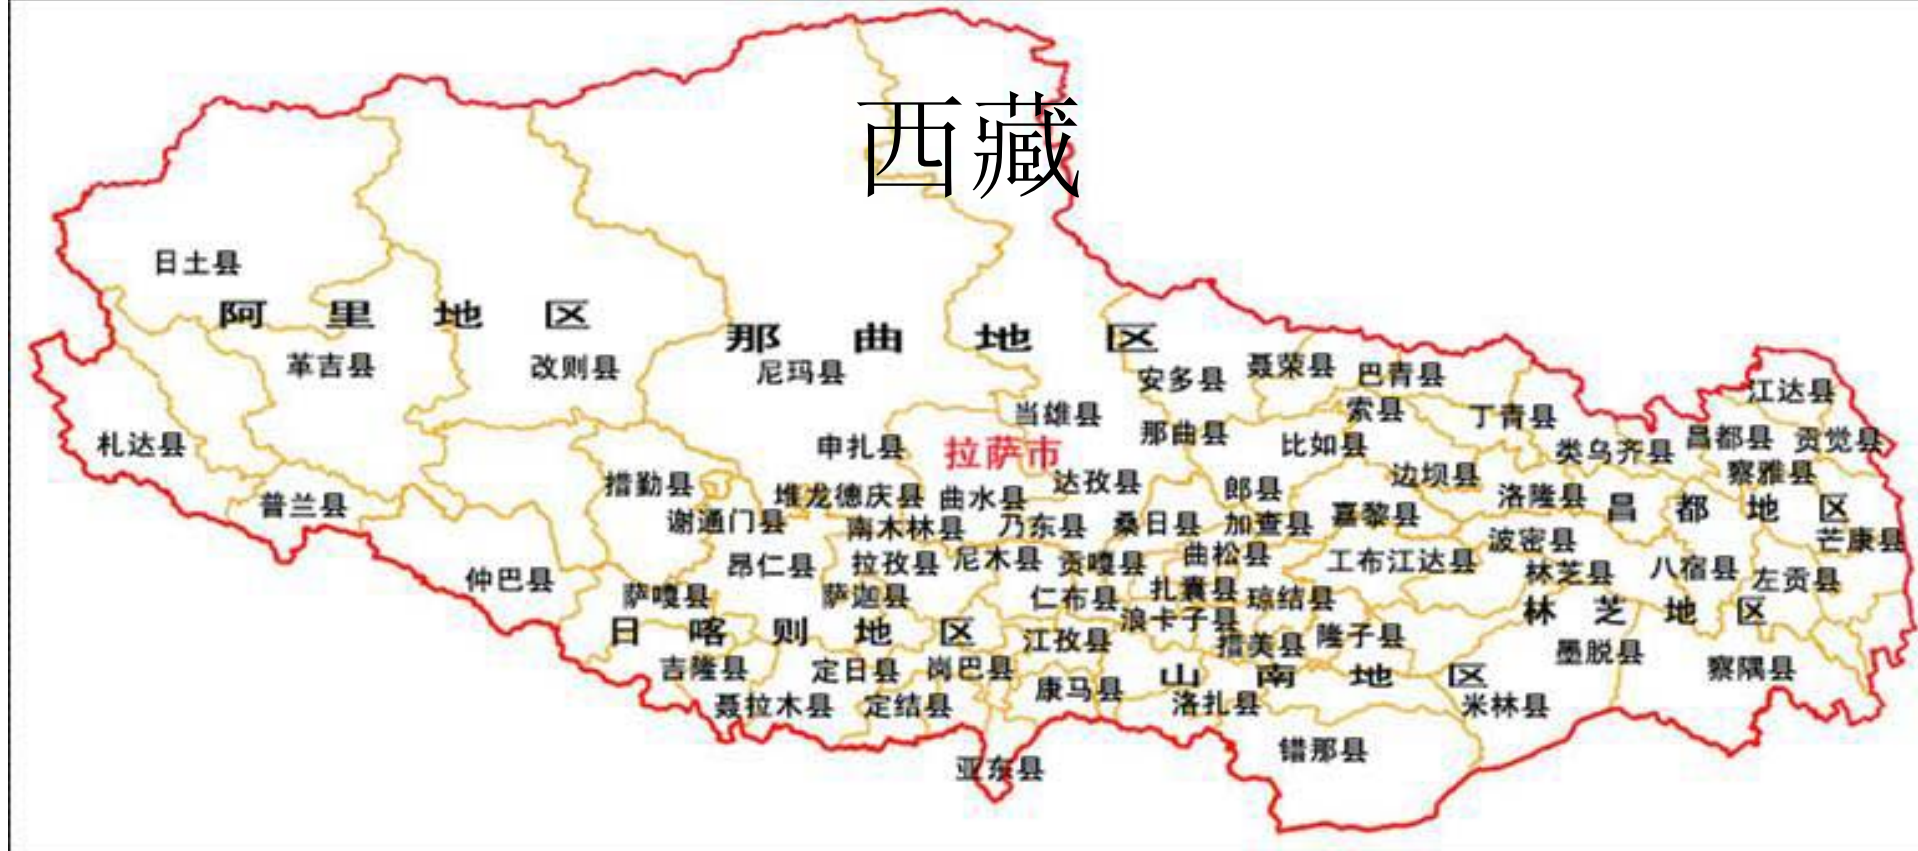 西藏
日土县
阿里地区
那曲地区
革吉县
改则县
尼玛县
安多县
聂荣县
巴青县
江达县
当雄县
索县
丁青县
札达县
申扎县
拉萨市
那曲县
比如县
类乌齐县
昌都县
贡觉县
措勤县
达孜县
边坝县
察雅县
普兰县
堆龙德庆县
曲水县
郎县
洛隆县
昌都地区
谢通门县
南木林县
乃东县
桑日县
加查县
嘉黎县
波密县
芒康县
昂仁县
拉孜县
尼木县
贡嘎县
曲松县
工布江达县
林芝县
八宿县
左贡县
仲巴县
萨嘎县
萨迦县
仁布县
扎囊县
琼结县
林芝地区
日喀则地区
浪卡子县
江孜县
措美县
隆子县
墨脱县
吉隆县
定日县
岗巴县
山南地区
察隅县
康马县
聂拉木县
定结县
洛扎县
米林县
错那县
亚东县